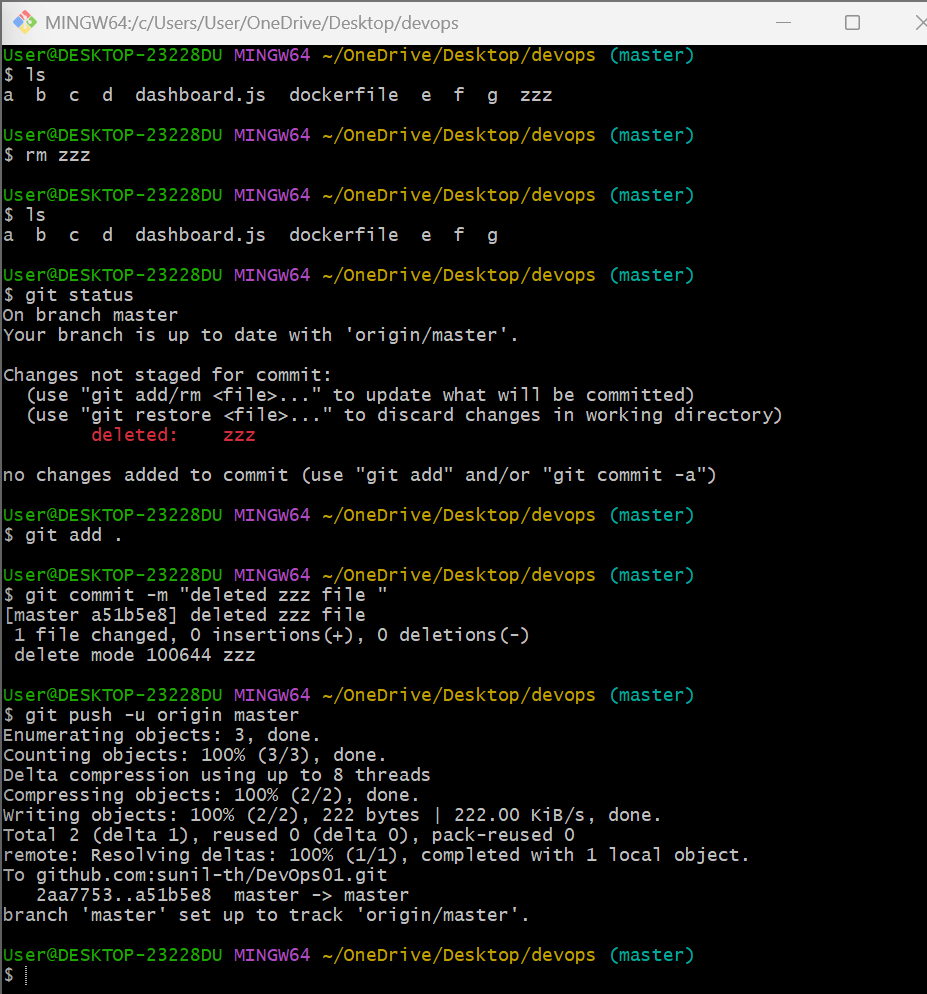 MINGW64:/c/Users/User/OneDrive/Desktop/devops
User@DESKTOP-23228DU MINGW64 ~/OneDrive/Desktop/devops (master)
$ ls
a  b  c  d  dashboard.js  dockerfile  e  f  g  zzz
User@DESKTOP-23228DU MINGW64 ~/OneDrive/Desktop/devops (master)
$ rm zzz
User@DESKTOP-23228DU MINGW64 ~/OneDrive/Desktop/devops (master)
$ ls
a  b  c  d  dashboard.js  dockerfile  e  f  g
User@DESKTOP-23228DU MINGW64 ~/OneDrive/Desktop/devops (master)
$ git status
On branch master
Your branch is up to date with 'origin/master'.
Changes not staged for commit:
  (use "git add/rm <file>..." to update what will be committed)
  (use "git restore <file>..." to discard changes in working directory)
        deleted:    zzz
no changes added to commit (use "git add" and/or "git commit -a")
User@DESKTOP-23228DU MINGW64 ~/OneDrive/Desktop/devops (master)
$ git add .
User@DESKTOP-23228DU MINGW64 ~/OneDrive/Desktop/devops (master)
$ git commit -m "deleted zzz file "
[master a51b5e8] deleted zzz file
 1 file changed, 0 insertions(+), 0 deletions(-)
 delete mode 100644 zzz
User@DESKTOP-23228DU MINGW64 ~/OneDrive/Desktop/devops (master)
$ git push -u origin master
Enumerating objects: 3, done.
Counting objects: 100% (3/3), done.
Delta compression using up to 8 threads
Compressing objects: 100% (2/2), done.
Writing objects: 100% (2/2), 222 bytes | 222.00 KiB/s, done.
Total 2 (delta 1), reused 0 (delta 0), pack-reused 0
remote: Resolving deltas: 100% (1/1), completed with 1 local object.
To github.com:sunil-th/DevOps01.git
   2aa7753..a51b5e8  master -> master
branch 'master' set up to track 'origin/master'.
User@DESKTOP-23228DU MINGW64 ~/OneDrive/Desktop/devops (master)
$